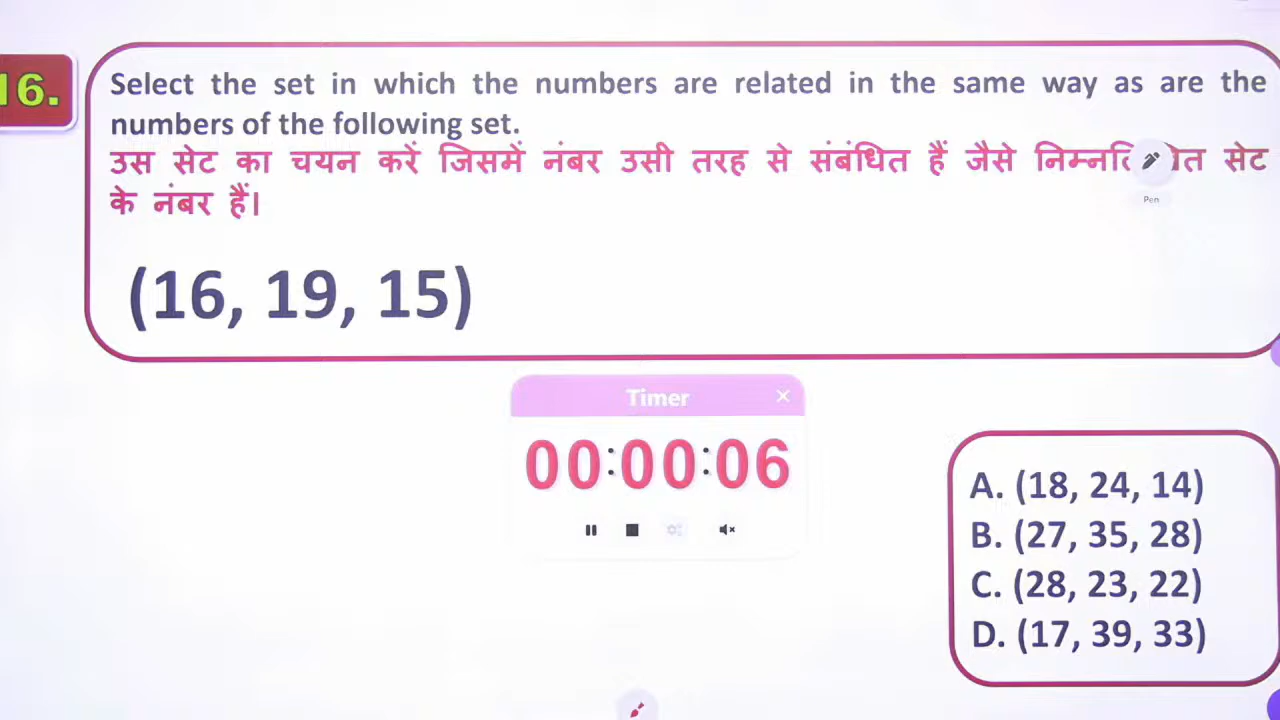 16.
Select the set in which the numbers are related in the same way as are the
numbers of the following set.
उस सेट का चयन करें जिसमें नंबर उसी तरह से संबंधित हैं जैसे सेट
के नंबर हैं।
Pen
(16, 19, 15)
Timer
00:00:06
A. (18, 24, 14)
B. (27, 35, 28)
C. (28, 23, 22)
D. (17, 39, 33)